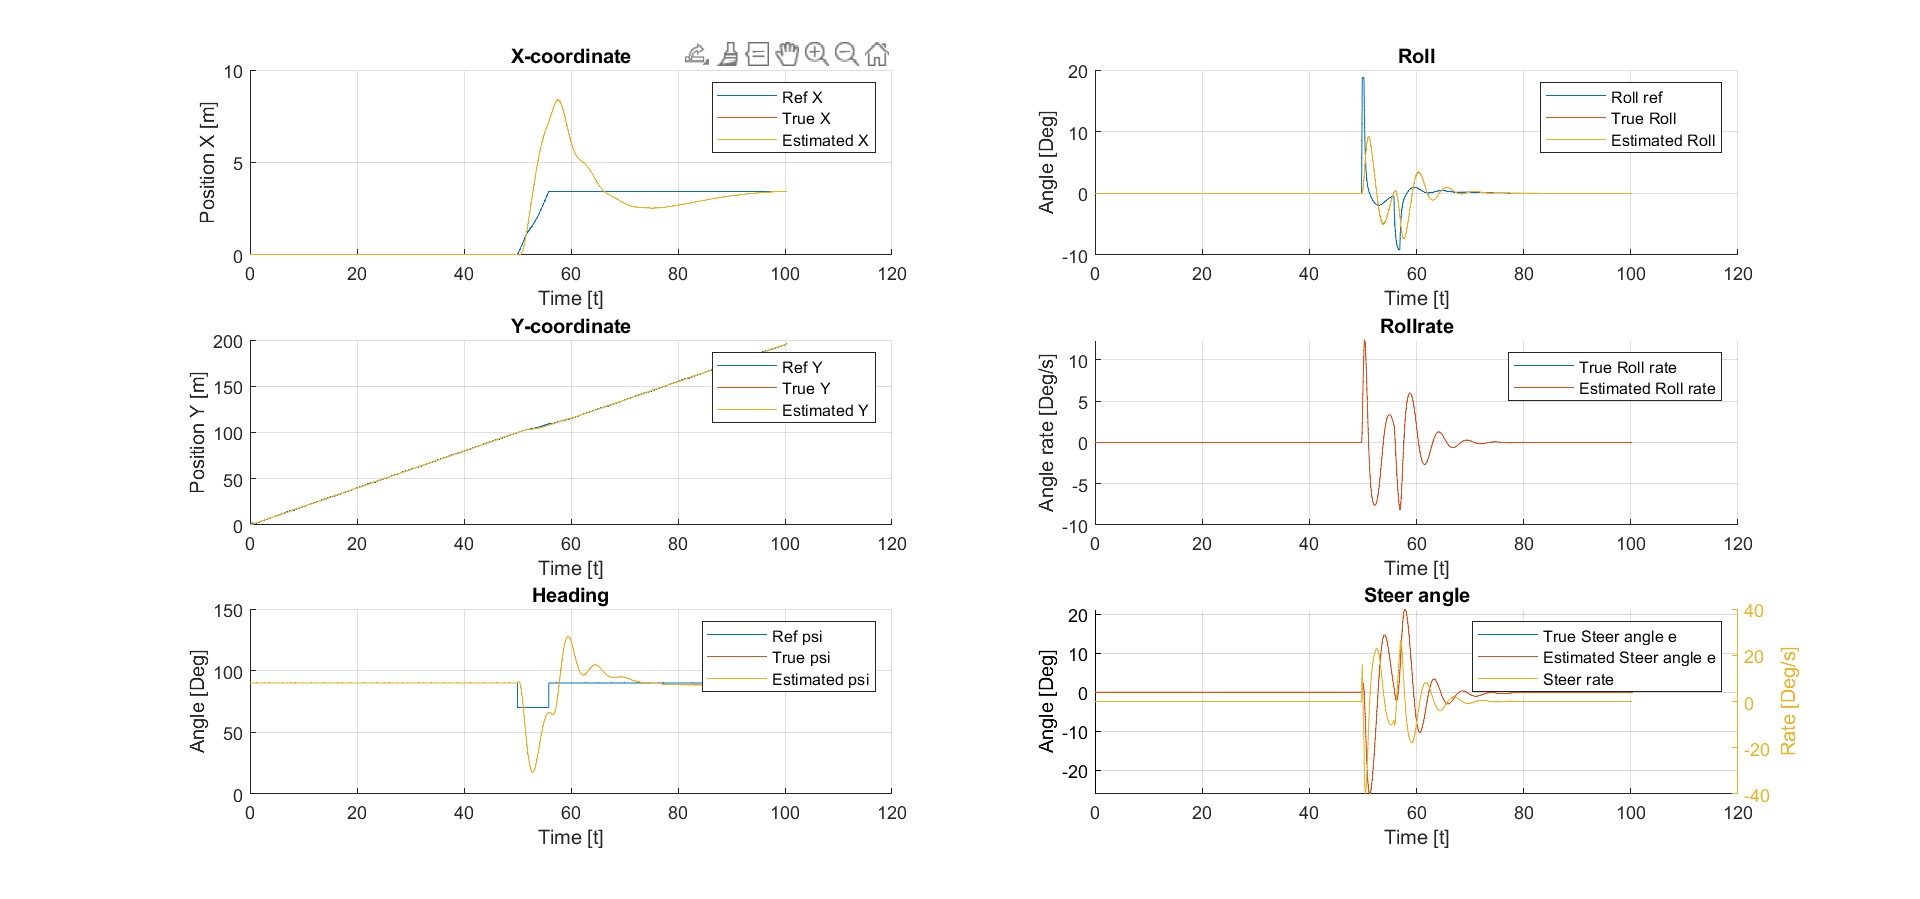 X-coordinate
10
5
0
Position X [m]
0 20 40 60 80 100 120
Time [t]
Ref X
True X
Estimated X
Y-coordinate
200
150
100
50
0
Position Y [m]
0 20 40 60 80 100 120
Time [t]
Ref Y
True Y
Estimated Y
Heading
150
100
50
0
Angle [Deg]
0 20 40 60 80 100 120
Time [t]
Ref psi
True psi
Estimated psi
Roll
20
10
0
-10
Angle [Deg]
0 20 40 60 80 100 120
Time [t]
Roll ref
True Roll
Estimated Roll
Rollrate
10
5
0
-5
-10
Angle rate [Deg/s]
0 20 40 60 80 100 120
Time [t]
True Roll rate
Estimated Roll rate
Steer angle
20
10
0
-10
-20
Angle [Deg]
0 20 40 60 80 100 120
Time [t]
True Steer angle e
Estimated Steer angle e
Steer rate
40
20
0
-20
-40
Rate [Deg/s]